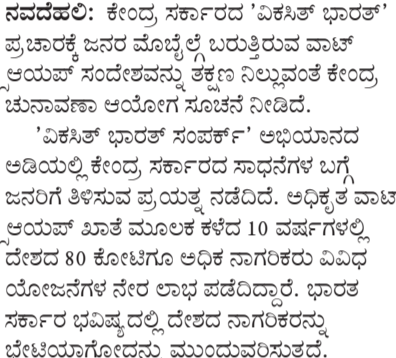 ನವದೆಹಲಿ: ಕೇಂದ್ರ ಸರ್ಕಾರದ 'ವಿಕಸಿತ್ ಭಾರತ್'
ಪ್ರಚಾರಕ್ಕೆ ಜನರ ಮೊಬೈಲ್ಗೆ ಬರುತ್ತಿರುವ ವಾಟ್
ಸ್ಆಯಪ್ ಸಂದೇಶವನ್ನು ತಕ್ಷಣ ನಿಲ್ಲುವಂತೆ ಕೇಂದ್ರ
ಚುನಾವಣಾ ಆಯೋಗ ಸೂಚನೆ ನೀಡಿದೆ.
'ವಿಕಸಿತ್ ಭಾರತ್ ಸಂಪರ್ಕ್' ಅಭಿಯಾನದ
ಅಡಿಯಲ್ಲಿ ಕೇಂದ್ರ ಸರ್ಕಾರದ ಸಾಧನೆಗಳ ಬಗ್ಗೆ
ಜನರಿಗೆ ತಿಳಿಸುವ ಪ್ರಯತ್ನ ನಡೆದಿದೆ. ಅಧಿಕೃತ ವಾಟ್
ಸ್ಆಯಪ್ ಖಾತೆ ಮೂಲಕ ಕಳೆದ 10 ವರ್ಷಗಳಲ್ಲಿ
ದೇಶದ 80 ಕೋಟಿಗೂ ಅಧಿಕ ನಾಗರಿಕರು ವಿವಿಧ
ಯೋಜನೆಗಳ ನೇರ ಲಾಭ ಪಡೆದಿದ್ದಾರೆ. ಭಾರತ
ಸರ್ಕಾರ ಭವಿಷ್ಯದಲ್ಲಿ ದೇಶದ ನಾಗರಿಕರನ್ನು
ಬೇಟಿಯಾಗೋದನ್ನು ಮುಂದುವರಿಸುತ್ತದೆ.